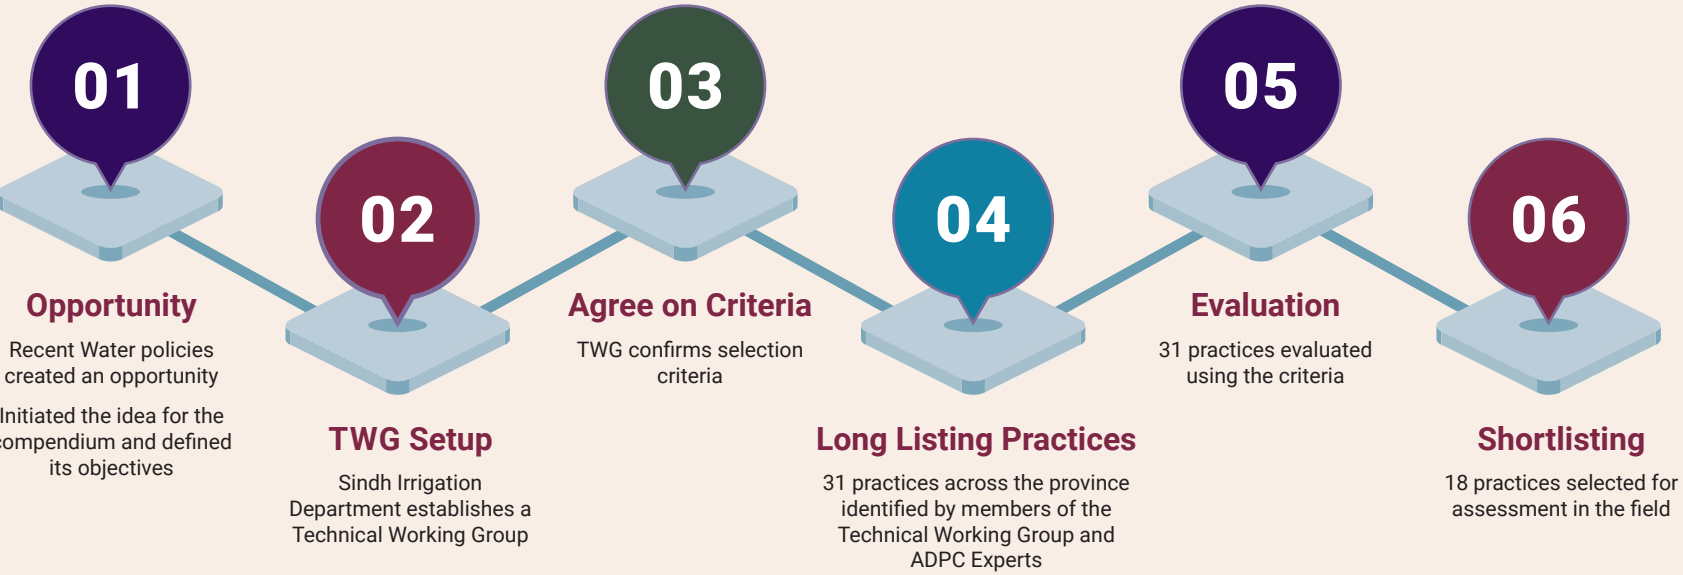 01
Opportunity
Recent Water policies
created an opportunity
Initiated the idea for the
compendium and defined
its objectives
02
TWG Setup
Sindh Irrigation
Department establishes a
Technical Working Group
03
Agree on Criteria
TWG confirms selection
criteria
04
Long Listing Practices
31 practices across the province
identified by members of the
Technical Working Group and
ADPC Experts
05
Evaluation
31 practices evaluated
using the criteria
06
Shortlisting
18 practices selected for
assessment in the field